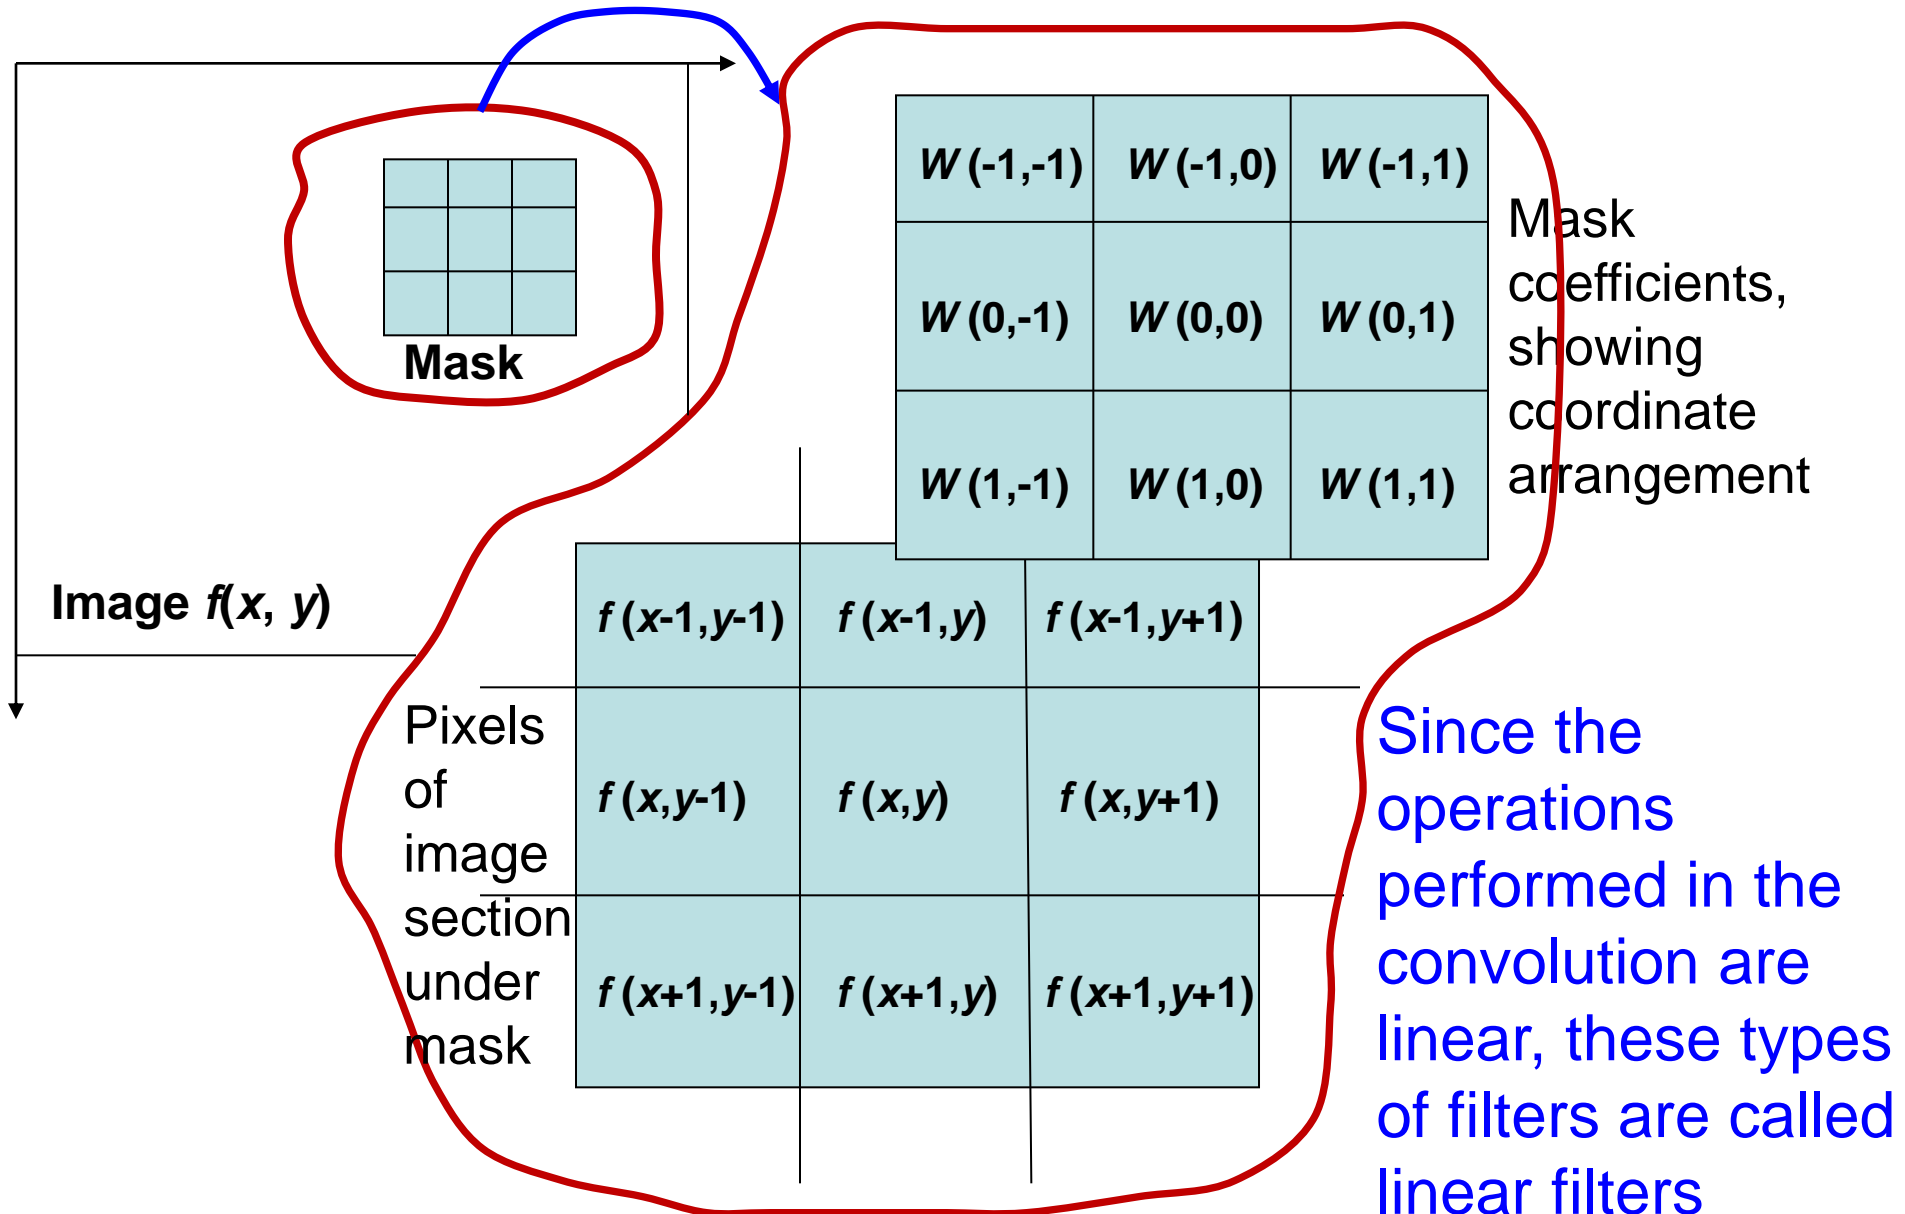 W (-1,-1) W (-1,0) W (-1,1)
W (0,-1) W (0,0) W (0,1)
W (1,-1) W (1,0) W (1,1)
Mask
coefficients,
showing
coordinate
arrangement
Mask
Image f(x, y)
f (x-1,y-1) f (x-1,y) f (x-1,y+1)
f (x,y-1) f (x,y) f (x,y+1)
f (x+1,y-1) f (x+1,y) f (x+1,y+1)
Pixels
of
image
section
under
mask
Since the
operations
performed in the
convolution are
linear, these types
of filters are called
linear filters